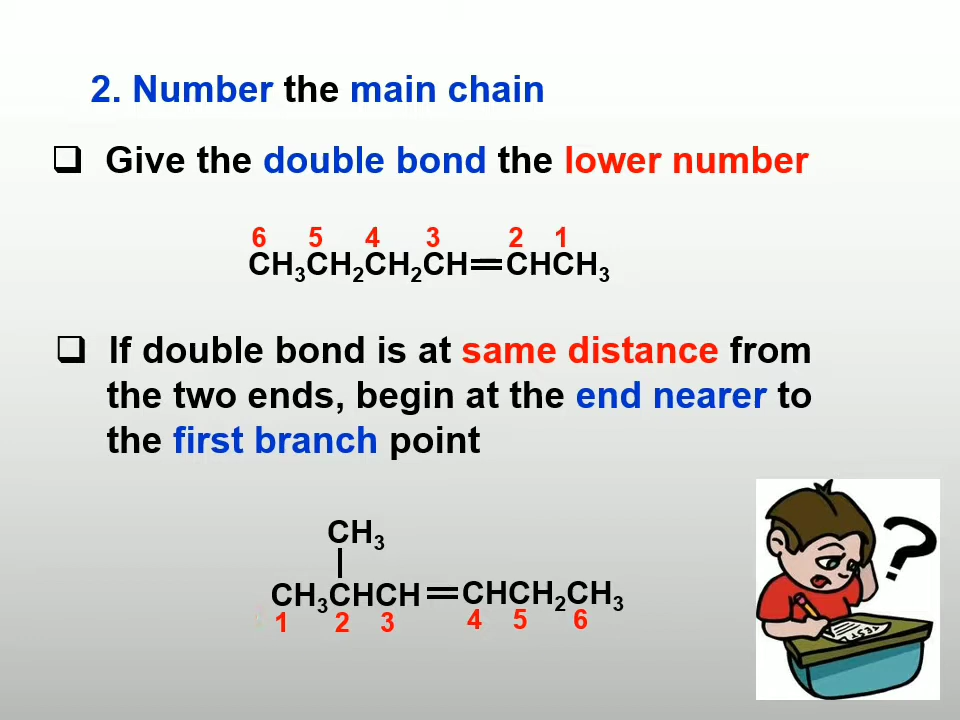 2. Number the main chain
❑ Give the double bond the lower number
6 5 4 3 2 1
CH₃CH₂CH₂CH═CHCH₃
❑ If double bond is at same distance from
the two ends, begin at the end nearer to
the first branch point
CH₃
CH₃CHCH═CHCH₂CH₃
1 2 3 4 5 6
?